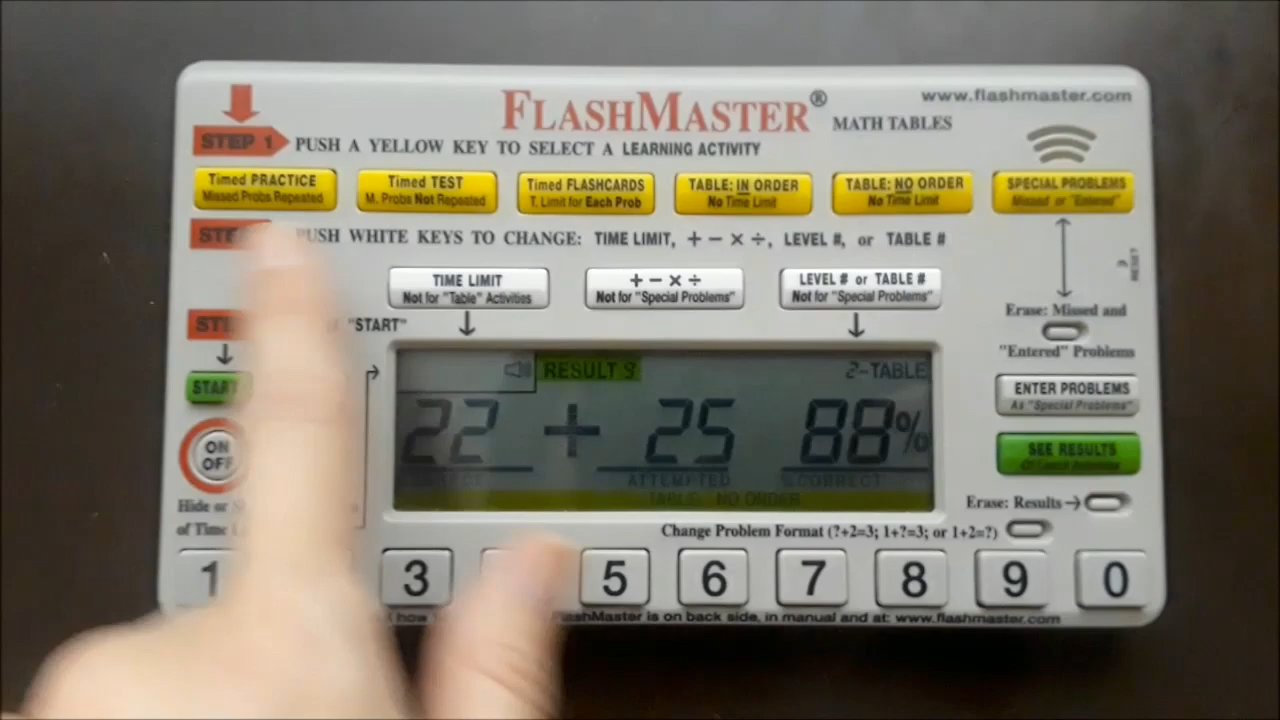 FLASHMASTER®
MATH TABLES
www.flashmaster.com
STEP 1
PUSH A YELLOW KEY TO SELECT A LEARNING ACTIVITY
Timed PRACTICE
Missed Probs Repeated
Timed TEST
M. Probs Not Repeated
Timed FLASHCARDS
T. Limit for Each Prob
TABLE: IN ORDER
No Time Limit
TABLE: NO ORDER
No Time Limit
SPECIAL PROBLEMS
Missed or "Entered"
PUSH WHITE KEYS TO CHANGE: TIME LIMIT, + − × ÷, LEVEL #, or TABLE #
TIME LIMIT
Not for "Table" Activities
+ − × ÷
Not for "Special Problems"
LEVEL # or TABLE #
Not for "Special Problems"
RESET
Erase: Missed and
"Entered" Problems
"START"
START
ON
OFF
Hide or
of Time
RESULT 9
2-TABLE
22 + 25 88%
ATTEMPTED
%CORRECT
TABLE: NO ORDER
ENTER PROBLEMS
As "Special Problems"
SEE RESULTS
Erase: Results→
Change Problem Format (?+2=3; 1+?=3; or 1+2=?)
1 3 5 6 7 8 9 0
FlashMaster is on back side, in manual and at: www.flashmaster.com